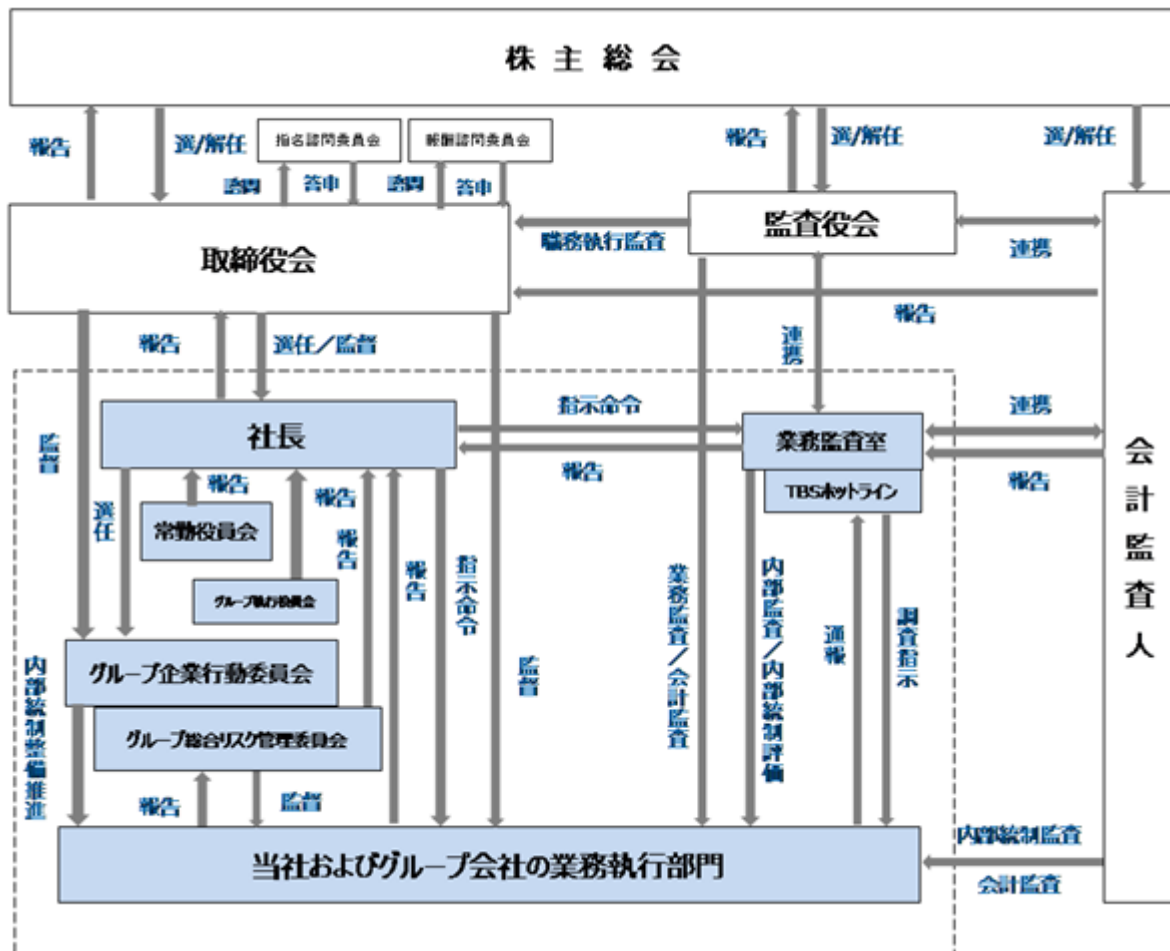 株主総会
報告
選/解任
指名諮問委員会
報酬諮問委員会
報告
選/解任
選/解任
諮問
答申
諮問
答申
取締役会
監査役会
職務執行監査
連携
報告
報告
選任／監督
連携
社長
指示命令
報告
業務監査室
TBSホットライン
連携
報告
会計監査人
監督
選任
報告
常勤役員会
報告
グループ執行役員会
報告
報告
指示命令
監督
業務監査／会計監査
内部監査／内部統制評価
通報
調査指示
グループ企業行動委員会
グループ総合リスク管理委員会
内部統制整備推進
報告
監督
当社およびグループ会社の業務執行部門
内部統制監査
会計監査